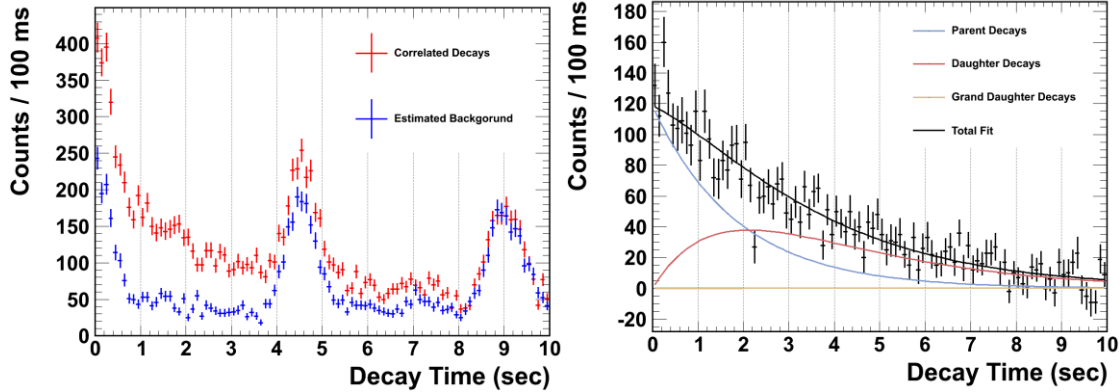 Counts / 100 ms
400
350
300
250
200
150
100
50
0
Correlated Decays
Estimated Backgorund
0 1 2 3 4 5 6 7 8 9 10
Decay Time (sec)
Counts / 100 ms
180
160
140
120
100
80
60
40
20
0
-20
Parent Decays
Daughter Decays
Grand Daughter Decays
Total Fit
0 1 2 3 4 5 6 7 8 9 10
Decay Time (sec)